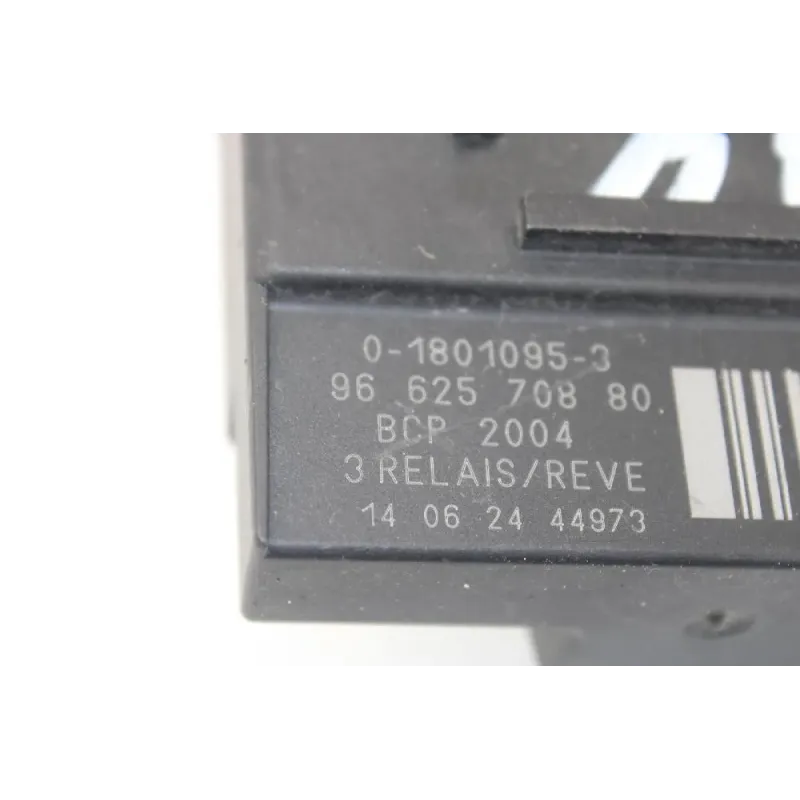 0-1801095-3
96 625 708 80
BCP 2004
3 RELAIS/REVE
14 06 24 44973